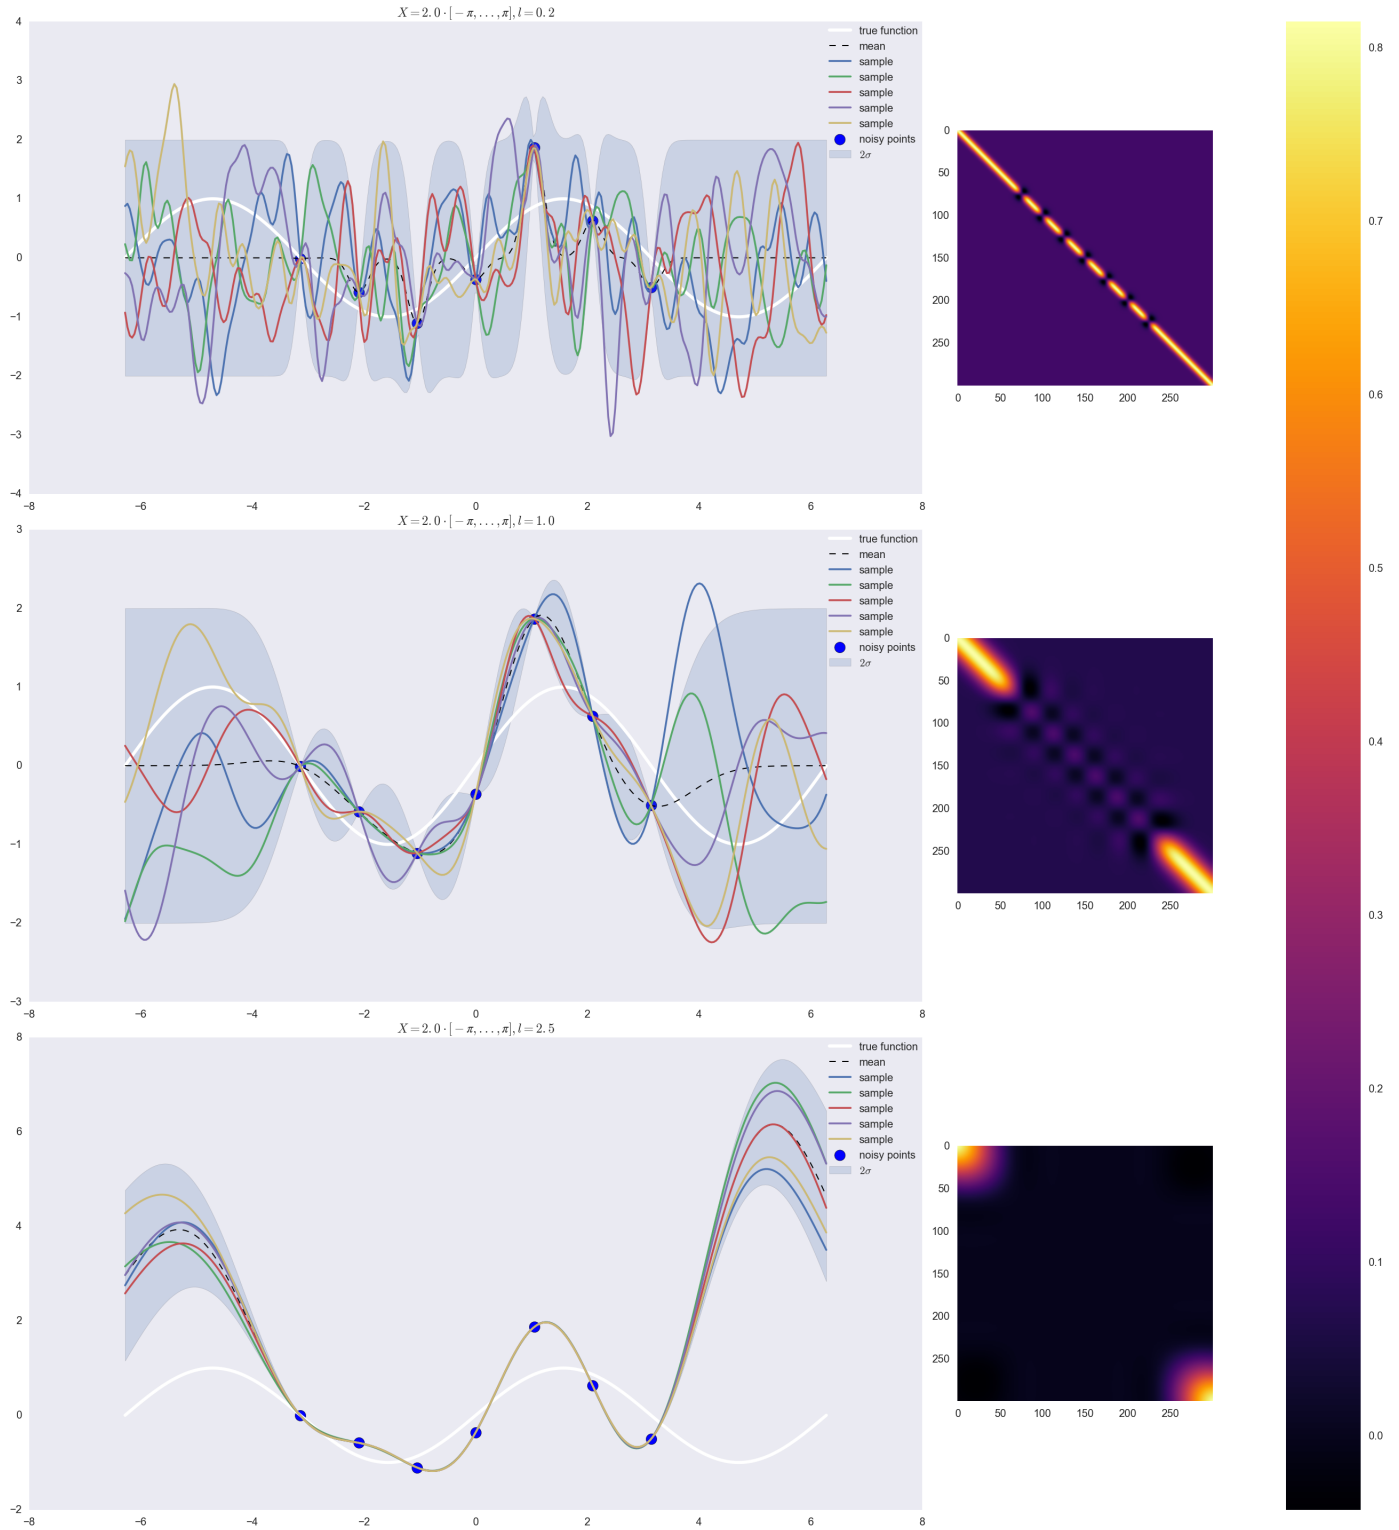 X = 2.0 · [−π, . . . , π], l = 0.2
4
3
2
1
0
−1
−2
−3
−4
−8 −6 −4 −2 0 2 4 6 8
true function
mean
sample
sample
sample
sample
sample
noisy points
2σ
0
50
100
150
200
250
0 50 100 150 200 250
X = 2.0 · [−π, . . . , π], l = 1.0
3
2
1
0
−1
−2
−3
−8 −6 −4 −2 0 2 4 6 8
true function
mean
sample
sample
sample
sample
sample
noisy points
2σ
0
50
100
150
200
250
0 50 100 150 200 250
X = 2.0 · [−π, . . . , π], l = 2.5
8
6
4
2
0
−2
−8 −6 −4 −2 0 2 4 6 8
true function
mean
sample
sample
sample
sample
sample
noisy points
2σ
0
50
100
150
200
250
0 50 100 150 200 250
0.8
0.7
0.6
0.5
0.4
0.3
0.2
0.1
0.0